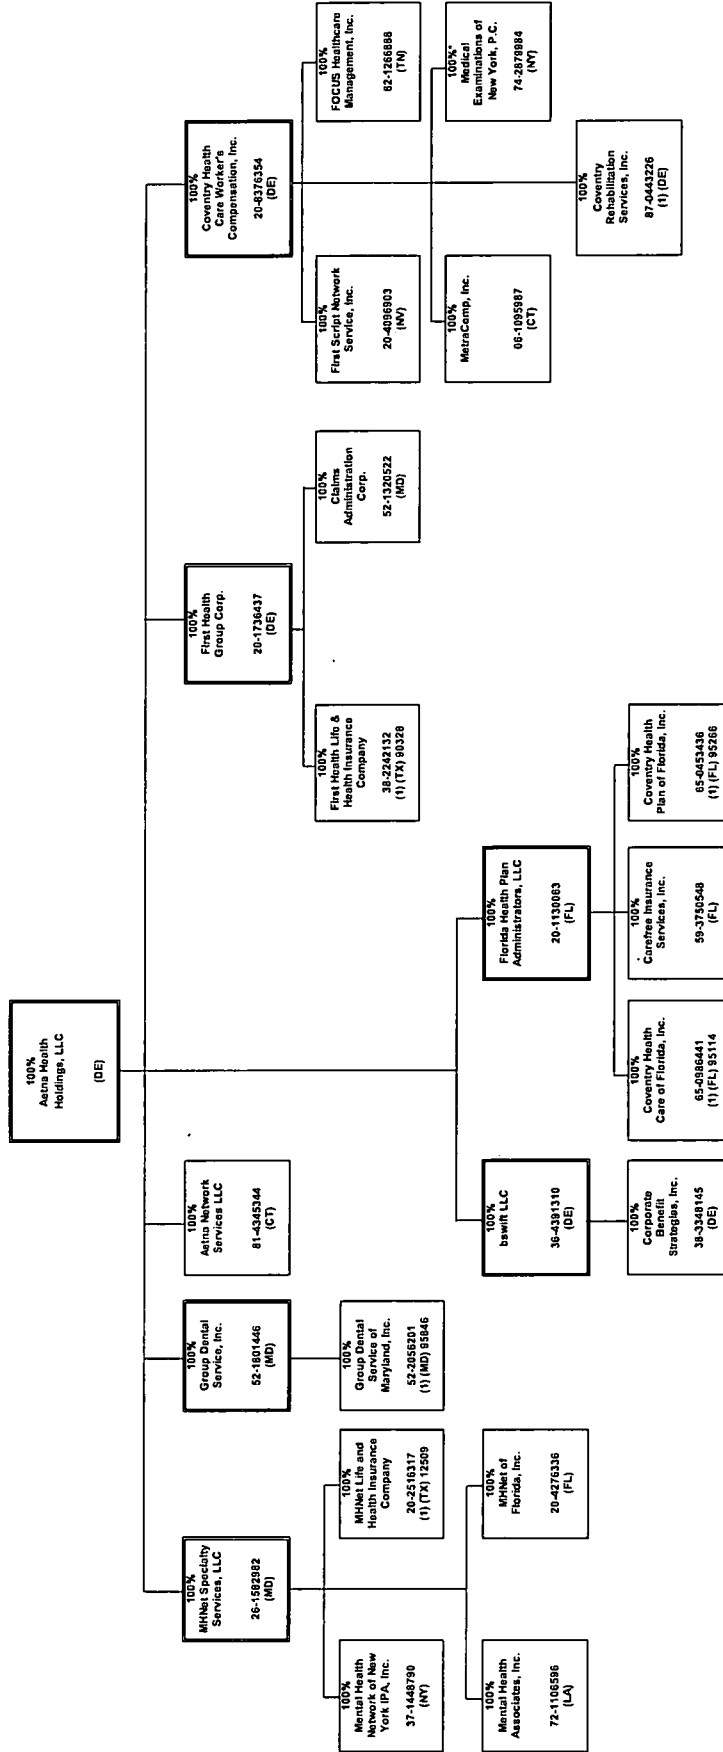 100%
Aetna Health
Holdings, LLC
(DE)
100%
MHNet Specialty
Services, LLC
26-1582982
(MD)
100%
Group Dental
Service, Inc.
52-1801446
(MD)
100%
Aetna Network
Services LLC
81-4345344
(CT)
100%
First Health
Group Corp.
20-1736437
(DE)
100%
Coventry Health
Care Worker's
Compensation, Inc.
20-8376354
(DE)
100%
Mental Health
Network of New
York IPA, Inc.
37-1448790
(NY)
100%
MHNet Life and
Health Insurance
Company
20-2516317
(1) (TX) 12509
100%
Group Dental
Service of
Maryland, Inc.
52-2056201
(1) (MD) 95846
100%
First Health Life &
Health Insurance
Company
38-2242132
(1) (TX) 90328
100%
Claims
Administration
Corp.
52-1320522
(MD)
100%
First Script Network
Service, Inc.
20-4096903
(NV)
100%
FOCUS Healthcare
Management, Inc.
62-1266888
(TN)
100%
Mental Health
Associates, Inc.
72-1106596
(LA)
100%
MHNet of
Florida, Inc.
20-4276336
(FL)
100%
bswift LLC
36-4391310
(DE)
100%
Florida Health Plan
Administrators, LLC
20-1130063
(FL)
100%
MetraComp, Inc.
06-1095987
(CT)
100%*
Medical
Examinations of
New York, P.C.
74-2879984
(NY)
100%
Corporate
Benefit
Strategies, Inc.
38-3348145
(DE)
100%
Coventry Health
Care of Florida, Inc.
65-0986441
(1) (FL) 95114
100%
Carefree Insurance
Services, Inc.
59-3750548
(FL)
100%
Coventry Health
Plan of Florida, Inc.
65-0453436
(1) (FL) 95266
100%
Coventry
Rehabilitation
Services, Inc.
87-0443226
(1) (DE)